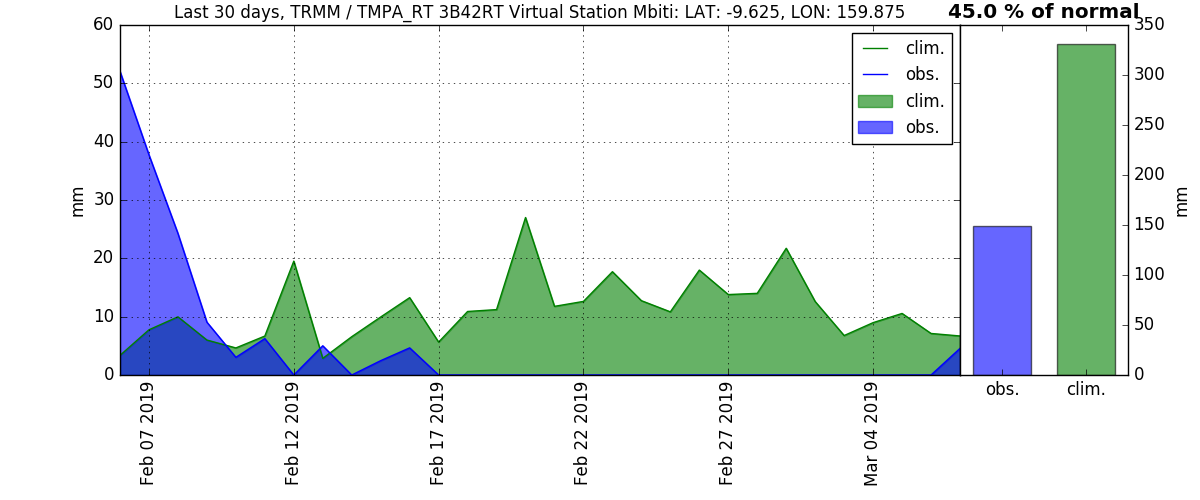 Last 30 days, TRMM / TMPA_RT 3B42RT Virtual Station Mbiti: LAT: -9.625, LON: 159.875
45.0 % of normal
60
50
40
30
20
10
0
mm
clim.
obs.
clim.
obs.
Feb 07 2019
Feb 12 2019
Feb 17 2019
Feb 22 2019
Feb 27 2019
Mar 04 2019
350
300
250
200
150
100
50
0
mm
obs.
clim.